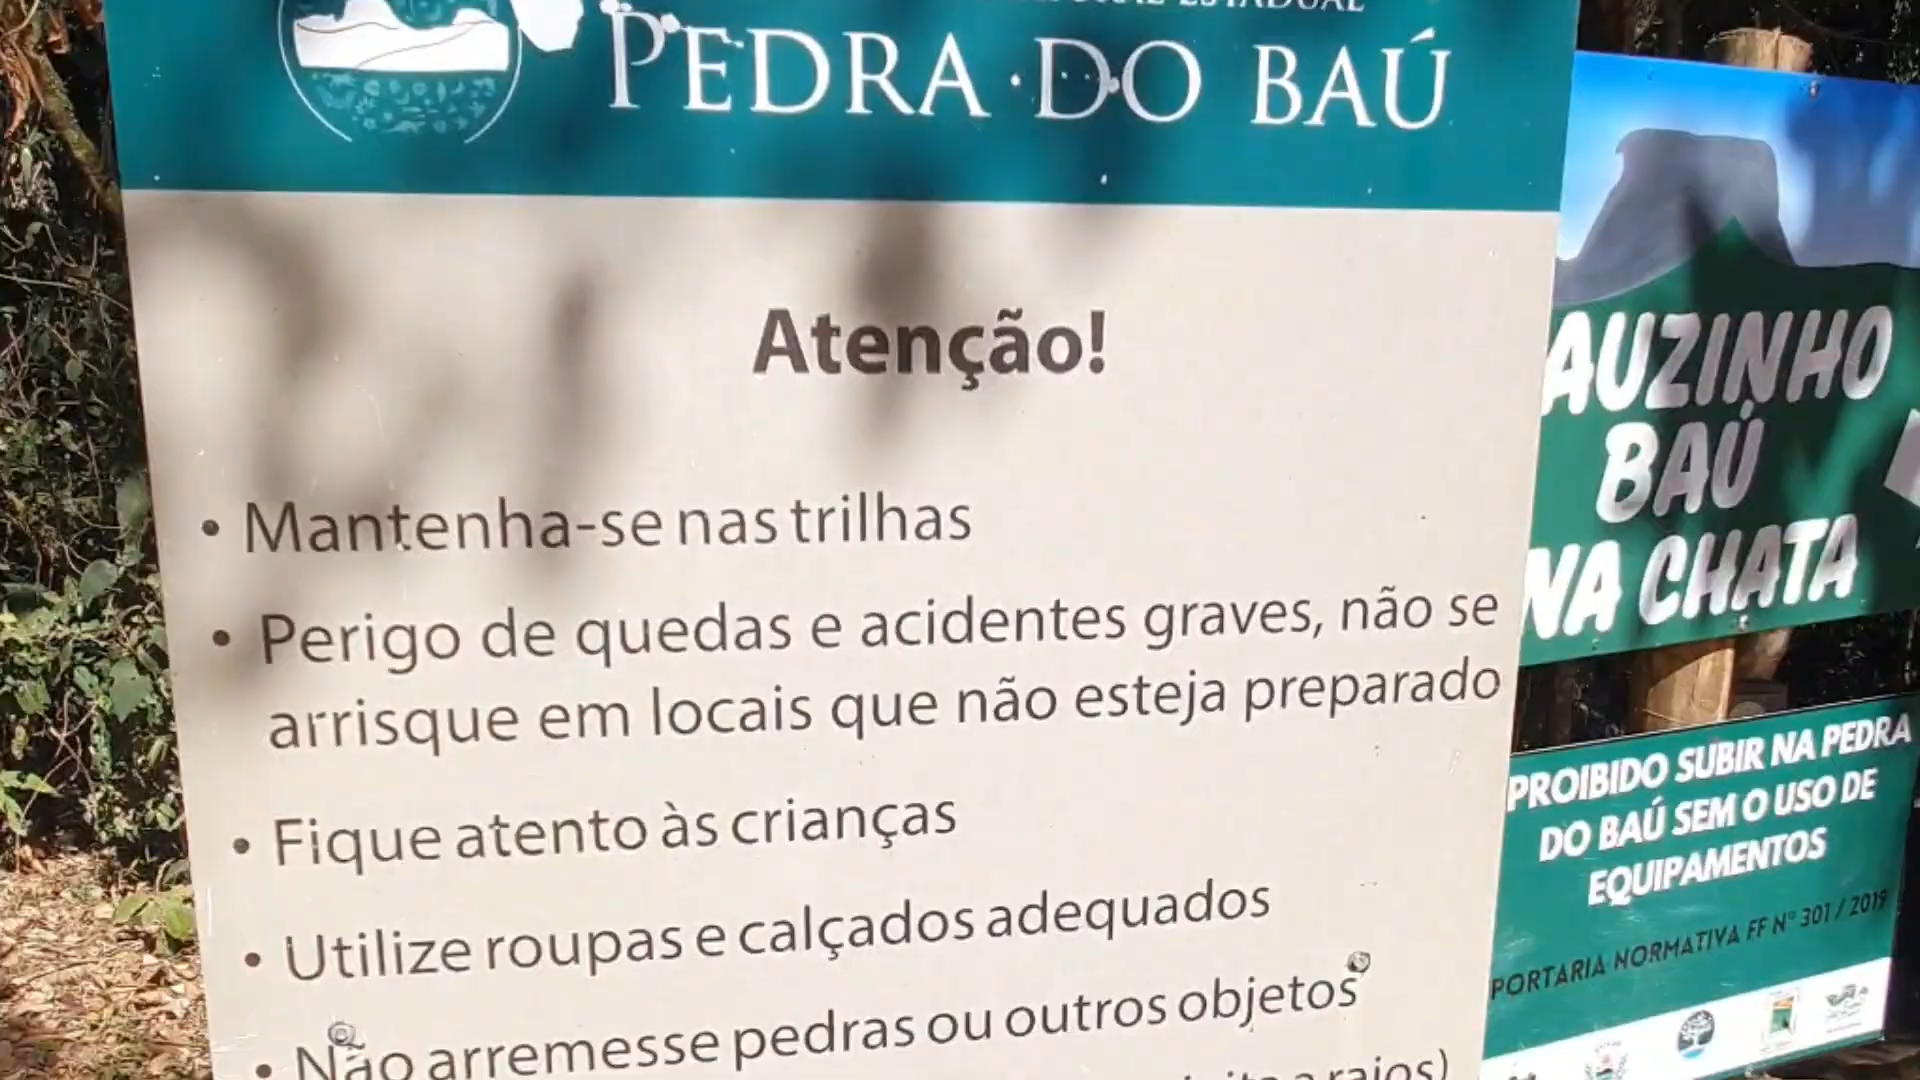 ESTADUAL
PEDRA DO BAÚ
Atenção!
• Mantenha-se nas trilhas
• Perigo de quedas e acidentes graves, não se
arrisque em locais que não esteja preparado
• Fique atento às crianças
• Utilize roupas e calçados adequados
• Não arremesse pedras ou outros objetos
a raios)
AUZINHO
BAÚ
NA CHATA
PROIBIDO SUBIR NA PEDRA
DO BAÚ SEM O USO DE
EQUIPAMENTOS
PORTARIA NORMATIVA FF Nº 301 / 2019